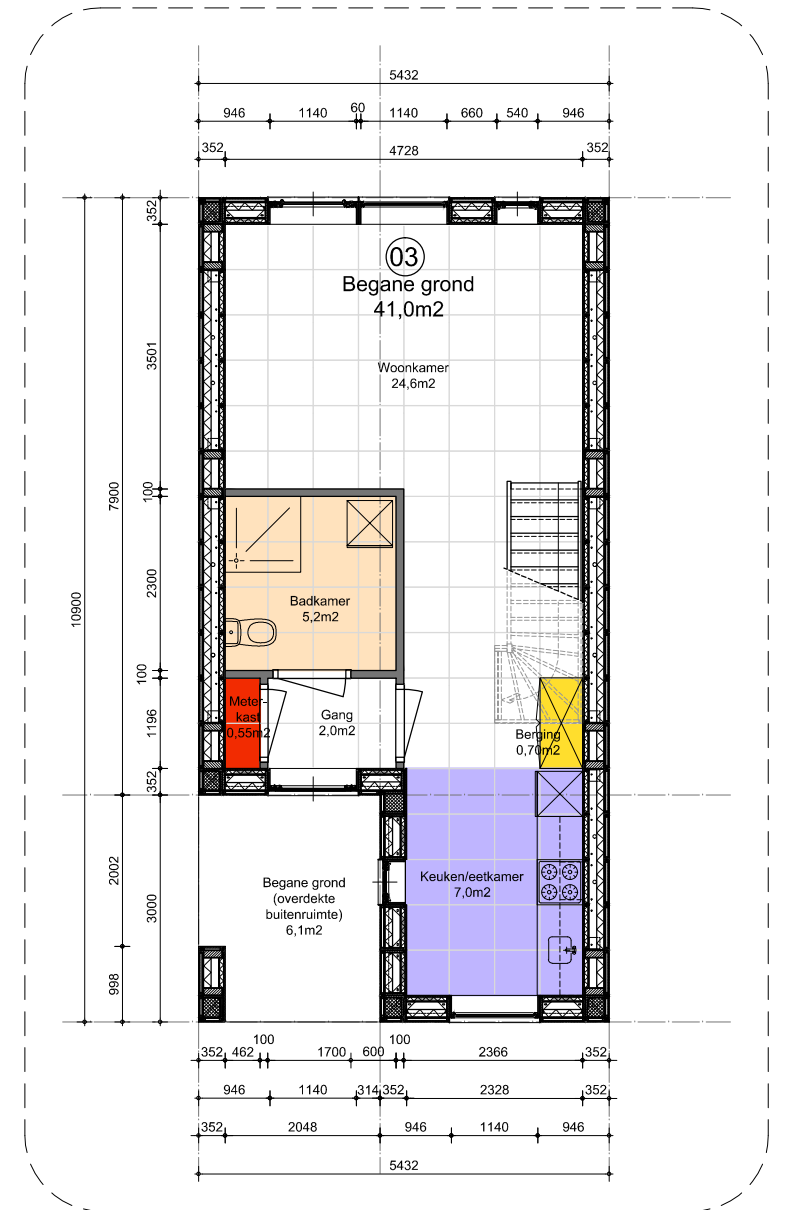 5432
946 1140 60 1140 660 540 946
352 4728 352
352
03
Begane grond
41,0m2
3501
Woonkamer
24,6m2
7900
100
10900
2300
Badkamer
5,2m2
100
Meter-
kast
0,55m2
Gang
2,0m2
1196
Berging
0,70m2
352
2002
3000
Keuken/eetkamer
7,0m2
Begane grond
(overdekte
buitenruimte)
6,1m2
998
100 100
352 462 1700 600 2366 352
946 1140 314 352 2328 352
352 2048 946 1140 946
5432